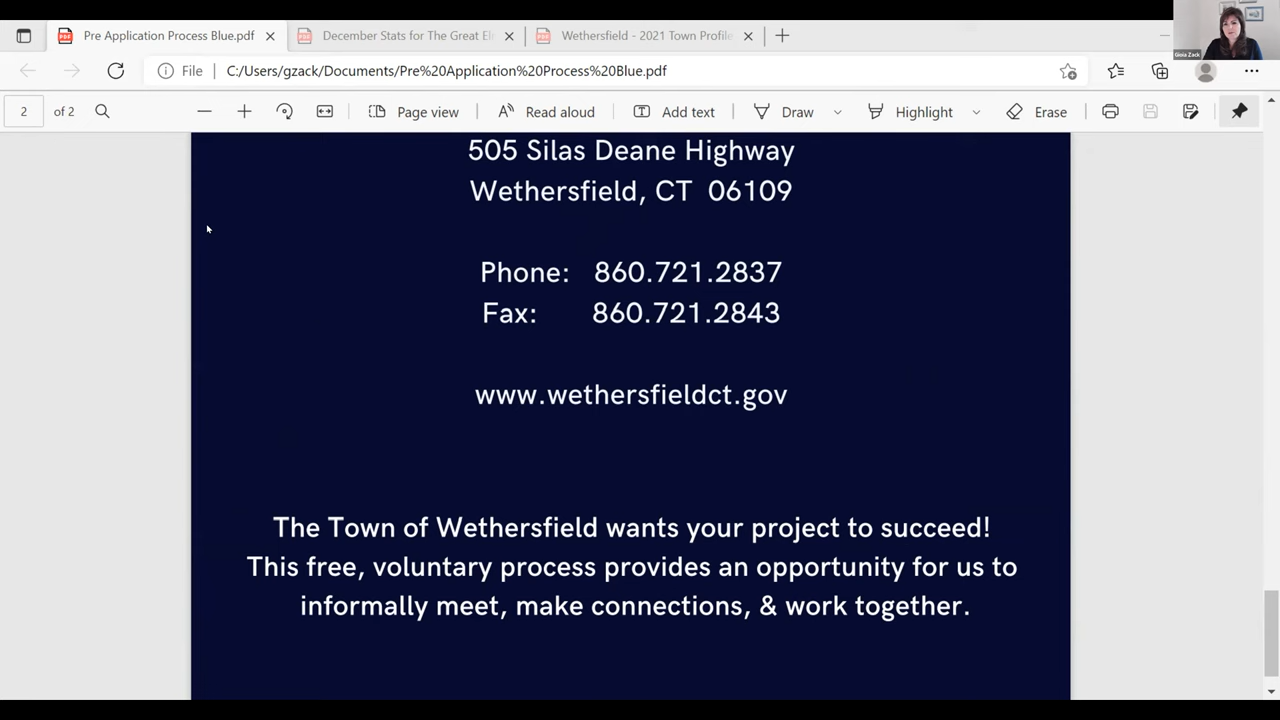 Pre Application Process Blue.pdf
December Stats for The Great El
Wethersfield - 2021 Town Profile
File
C:/Users/gzack/Documents/Pre%20Application%20Process%20Blue.pdf
2 of 2
Page view
Read aloud
Add text
Draw
Highlight
Erase
505 Silas Deane Highway
Wethersfield, CT 06109
Phone: 860.721.2837
Fax: 860.721.2843
www.wethersfieldct.gov
The Town of Wethersfield wants your project to succeed!
This free, voluntary process provides an opportunity for us to
informally meet, make connections, & work together.
Gioia Zack